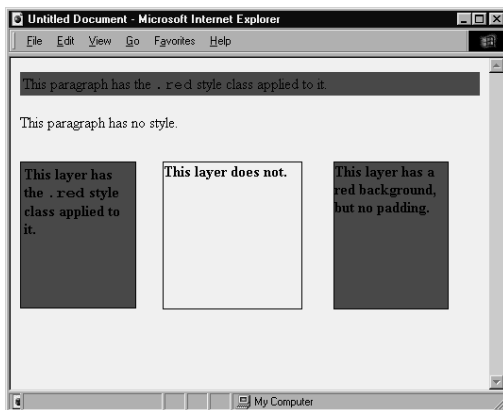 Untitled Document - Microsoft Internet Explorer
File Edit View Go Favorites Help
This paragraph has the .red style class applied to it.
This paragraph has no style.
This layer has
the .red style
class applied to
it.
This layer does not.
This layer has a
red background,
but no padding.
My Computer